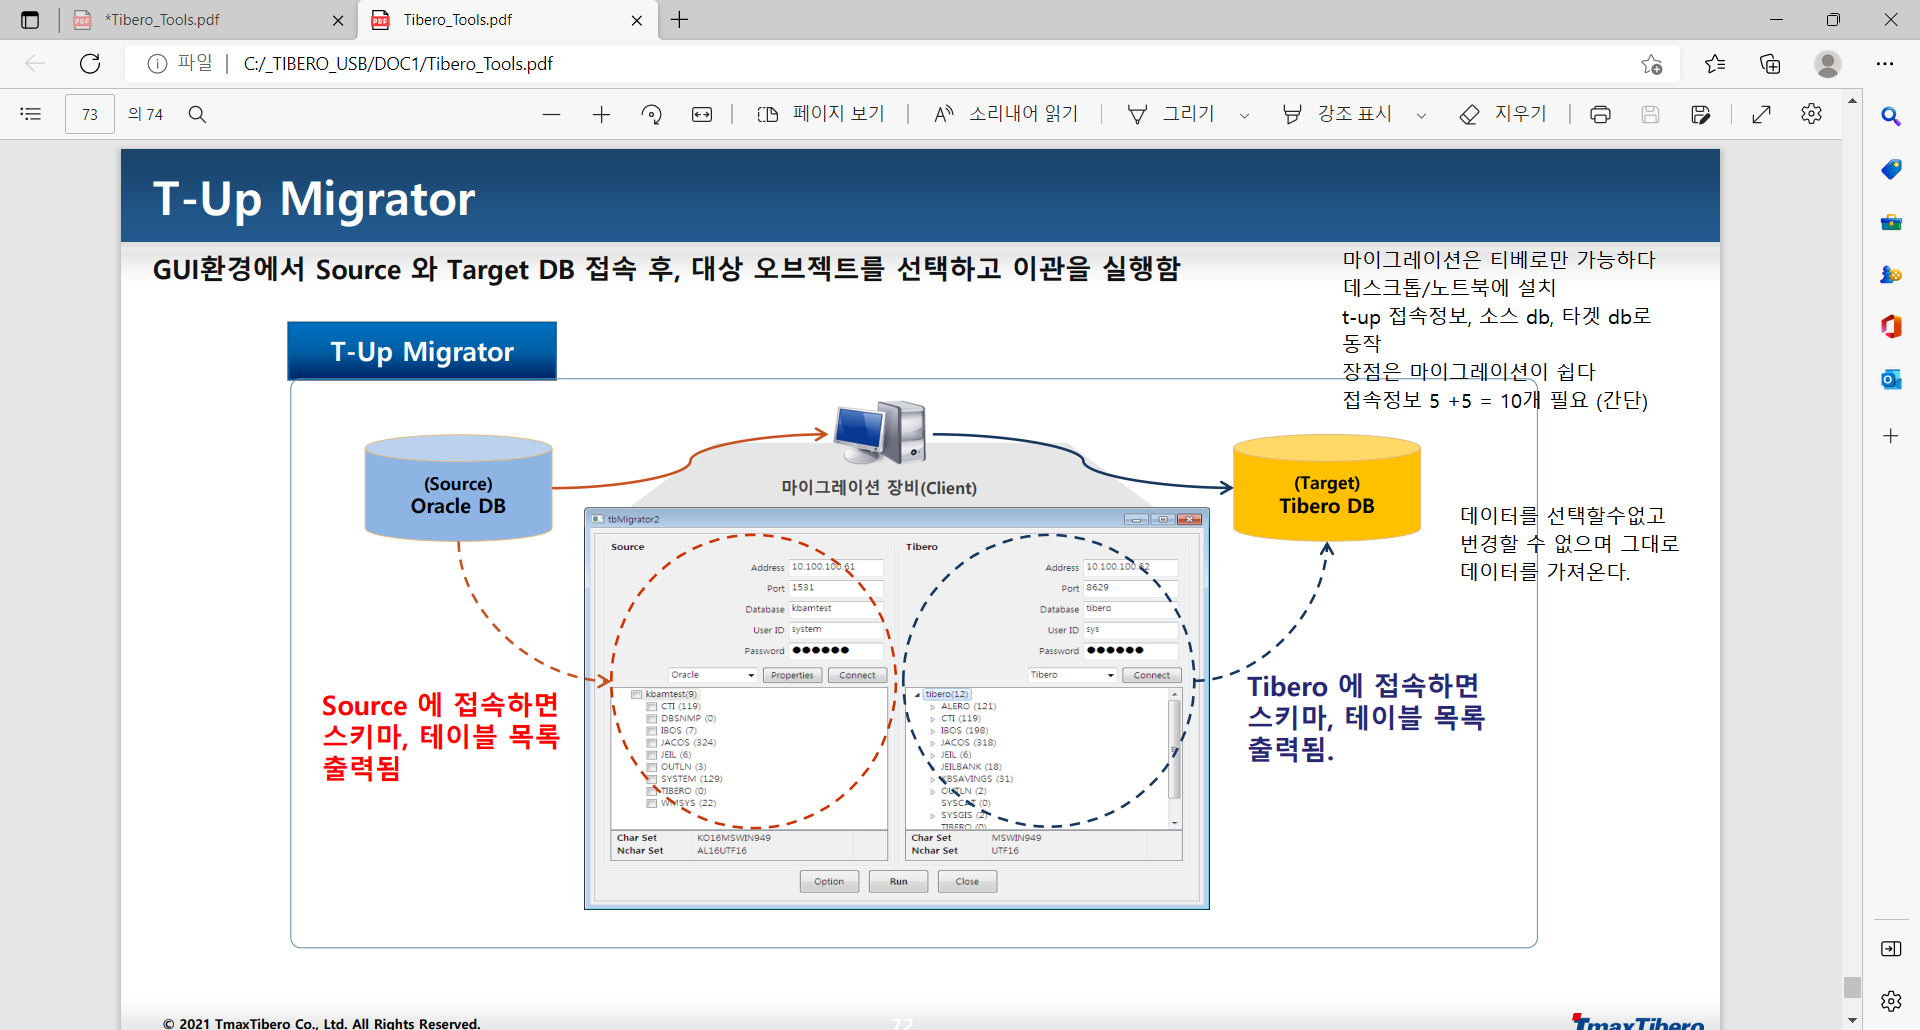 *Tibero_Tools.pdf
Tibero_Tools.pdf
파일
C:/_TIBERO_USB/DOC1/Tibero_Tools.pdf
73
의 74
페이지 보기
소리내어 읽기
그리기
강조 표시
지우기
T-Up Migrator
GUI환경에서 Source 와 Target DB 접속 후, 대상 오브젝트를 선택하고 이관을 실행함
마이그레이션은 티베로만 가능하다
데스크톱/노트북에 설치
t-up 접속정보, 소스 db, 타겟 db로
동작
장점은 마이그레이션이 쉽다
접속정보 5 +5 = 10개 필요 (간단)
T-Up Migrator
(Source)
Oracle DB
마이그레이션 장비(Client)
(Target)
Tibero DB
데이터를 선택할수없고
번경할 수 없으며 그대로
데이터를 가져온다.
tbMigrator2
Source
Address 10.100.100.61
Port 1531
Database kbamtest
User ID system
Password ●●●●●●
Oracle
Properties
Connect
kbamtest(9)
CTI (119)
DBSNMP (0)
IBOS (7)
JACOS (324)
JEIL (6)
OUTLN (3)
SYSTEM (129)
TIBERO (0)
WMSYS (22)
Char Set KO16MSWIN949
Nchar Set AL16UTF16
Tibero
Address 10.100.100.62
Port 8629
Database tibero
User ID sys
Password ●●●●●●
Tibero
Connect
tibero(12)
ALERO (121)
CTI (119)
IBOS (198)
JACOS (318)
JEIL (6)
JEILBANK (18)
KBSAVINGS (31)
OUTLN (2)
SYSCAT (0)
SYSGIS (2)
TIBERO (0)
Char Set MSWIN949
Nchar Set UTF16
Option
Run
Close
Source 에 접속하면
스키마, 테이블 목록
출력됨
Tibero 에 접속하면
스키마, 테이블 목록
출력됨.
© 2021 TmaxTibero Co., Ltd. All Rights Reserved.
72
TmaxTibero